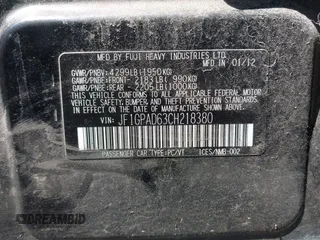 MFD BY FUJI HEAVY INDUSTRIES LTD.
01/12
GVWR/PNBV: 4299LB(1950KG)
GAWR/PNBE:FRONT- 2183LB( 990KG)
GAWR/PNBE:REAR - 2205LB(1000KG)
THIS VEHICLE CONFORMS TO ALL APPLICABLE
FEDERAL MOTOR VEHICLE SAFETY, BUMPER,
AND THEFT PREVENTION STANDARDS IN EFFECT
ON THE DATE OF MANUFACTURE SHOWN ABOVE.
VIN: JF1GPAD63CH218380
PASSENGER CAR TYPE:PC/VT ICES/NMB-002
DREAMBID